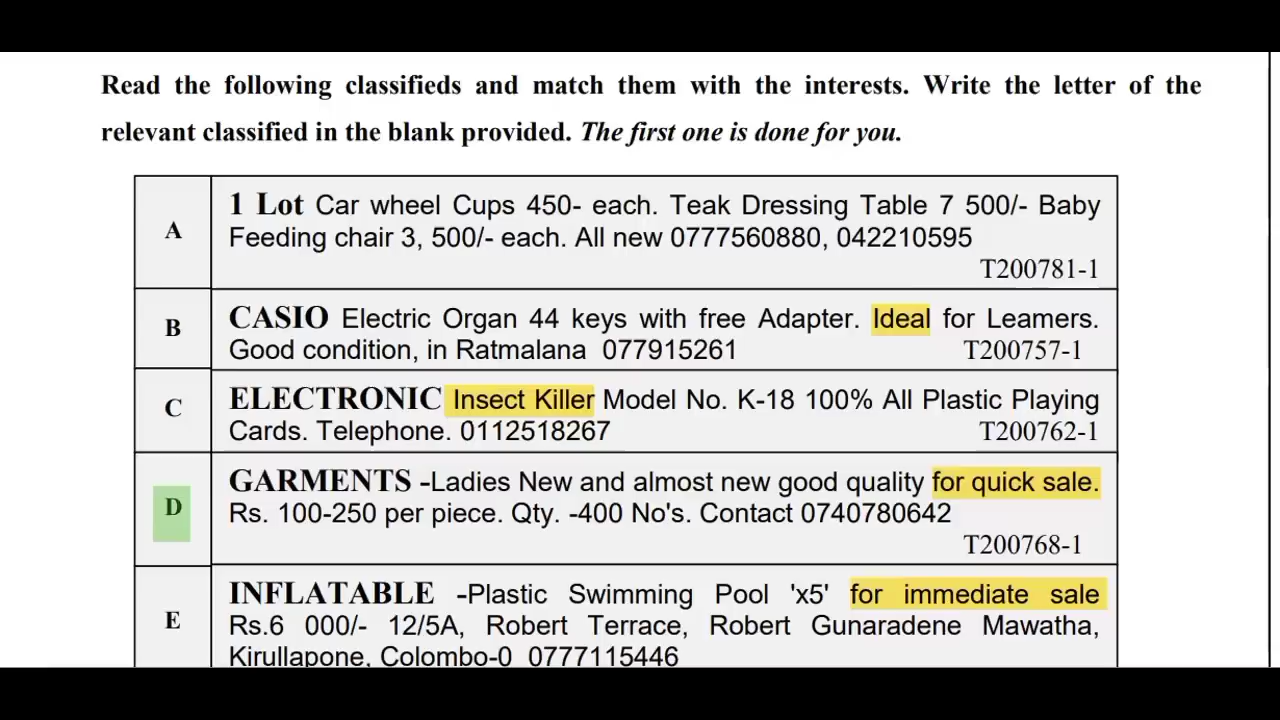 Read the following classifieds and match them with the interests. Write the letter of the
relevant classified in the blank provided. The first one is done for you.
A
1 Lot Car wheel Cups 450- each. Teak Dressing Table 7 500/- Baby
Feeding chair 3, 500/- each. All new 0777560880, 042210595
T200781-1
B
CASIO Electric Organ 44 keys with free Adapter. Ideal for Leamers.
Good condition, in Ratmalana 077915261 T200757-1
C
ELECTRONIC Insect Killer Model No. K-18 100% All Plastic Playing
Cards. Telephone. 0112518267 T200762-1
D
GARMENTS -Ladies New and almost new good quality for quick sale.
Rs. 100-250 per piece. Qty. -400 No's. Contact 0740780642
T200768-1
E
INFLATABLE -Plastic Swimming Pool 'x5' for immediate sale
Rs.6 000/- 12/5A, Robert Terrace, Robert Gunaradene Mawatha,
Kirullapone, Colombo-0 0777115446